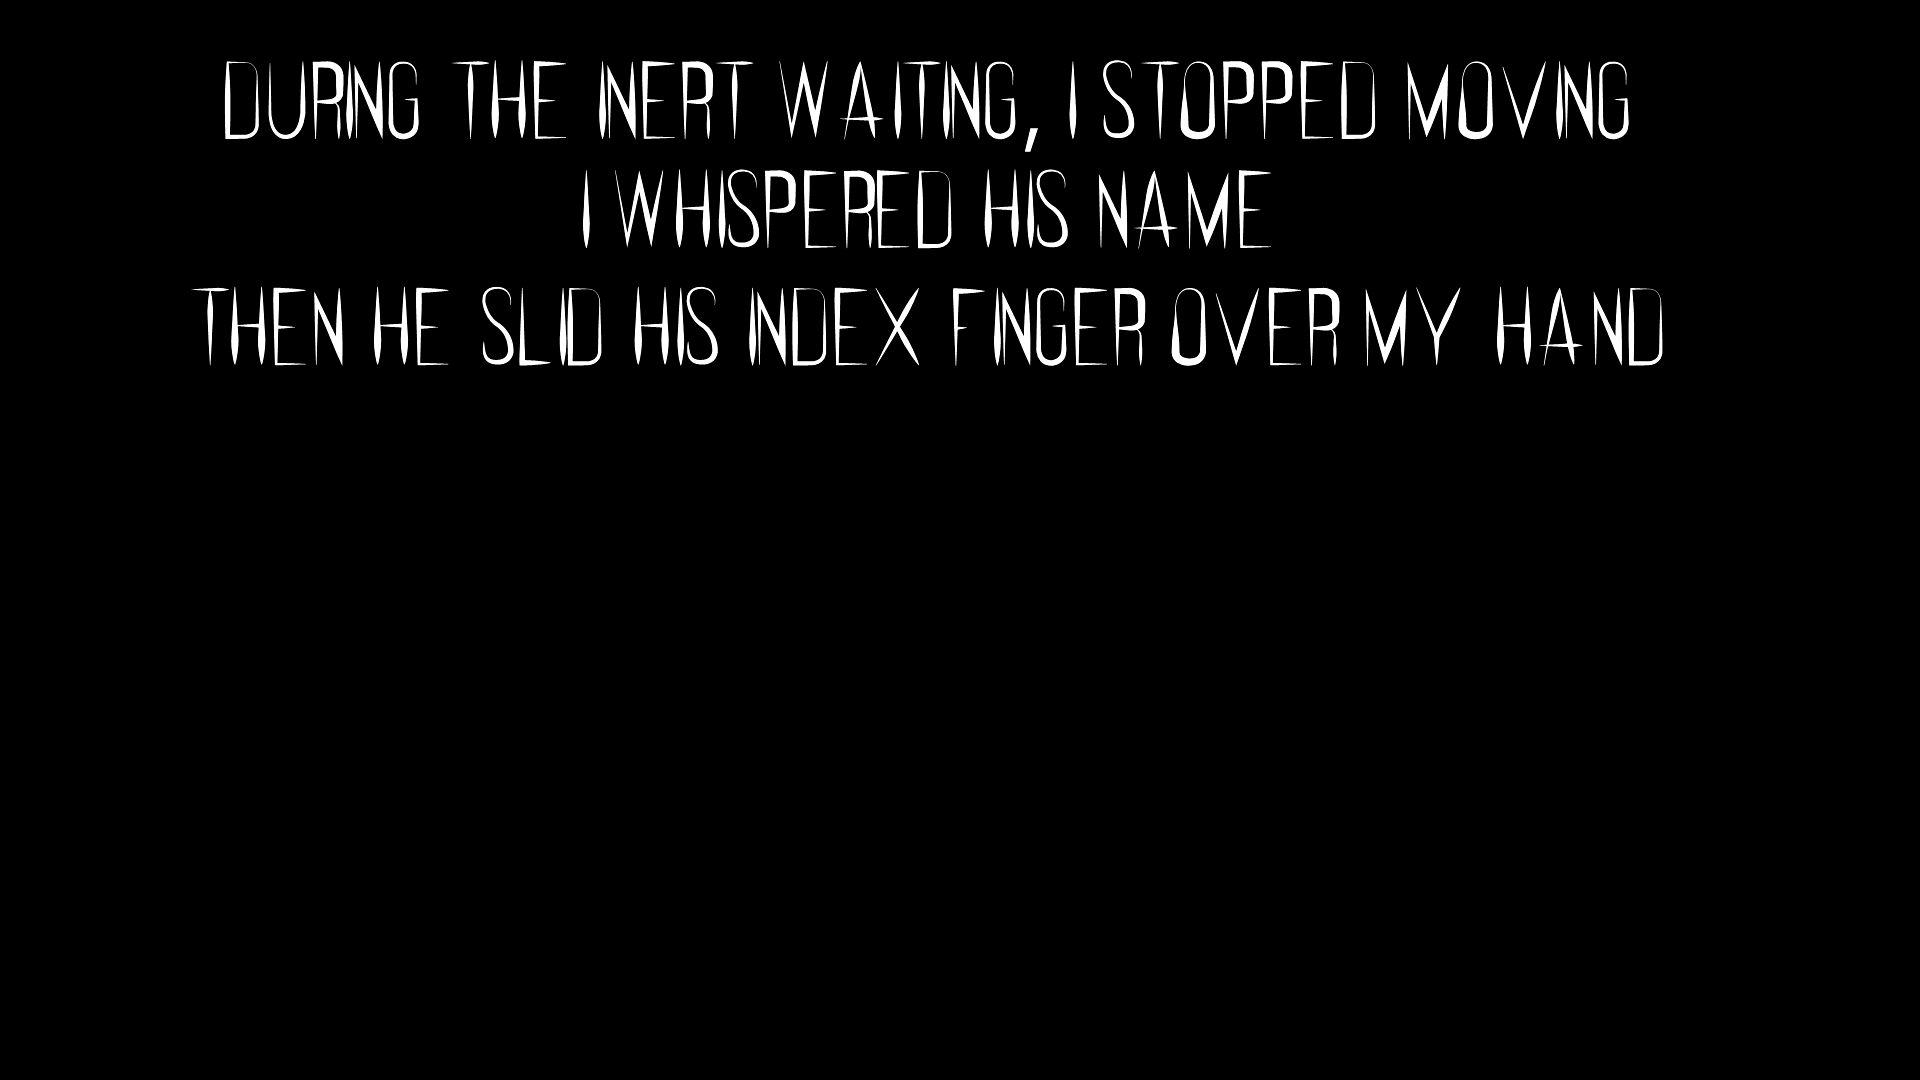 DURING THE INERT WAITING, I STOPPED MOVING
I WHISPERED HIS NAME
THEN HE SLID HIS INDEX FINGER OVER MY HAND